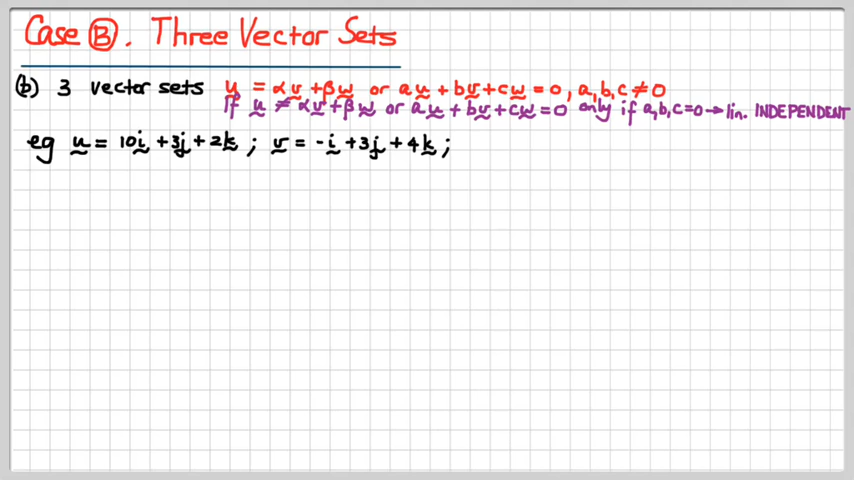 Case B. Three Vector Sets
(b) 3 vector sets u = αv + βw or au + bv + cw = 0, a, b, c ≠ 0
If u ≠ αv + βw or au + bv + cw = 0 only if a, b, c = 0 → lin. INDEPENDENT
eg u = 10i + 3j + 2k ; v = -i + 3j + 4k ;